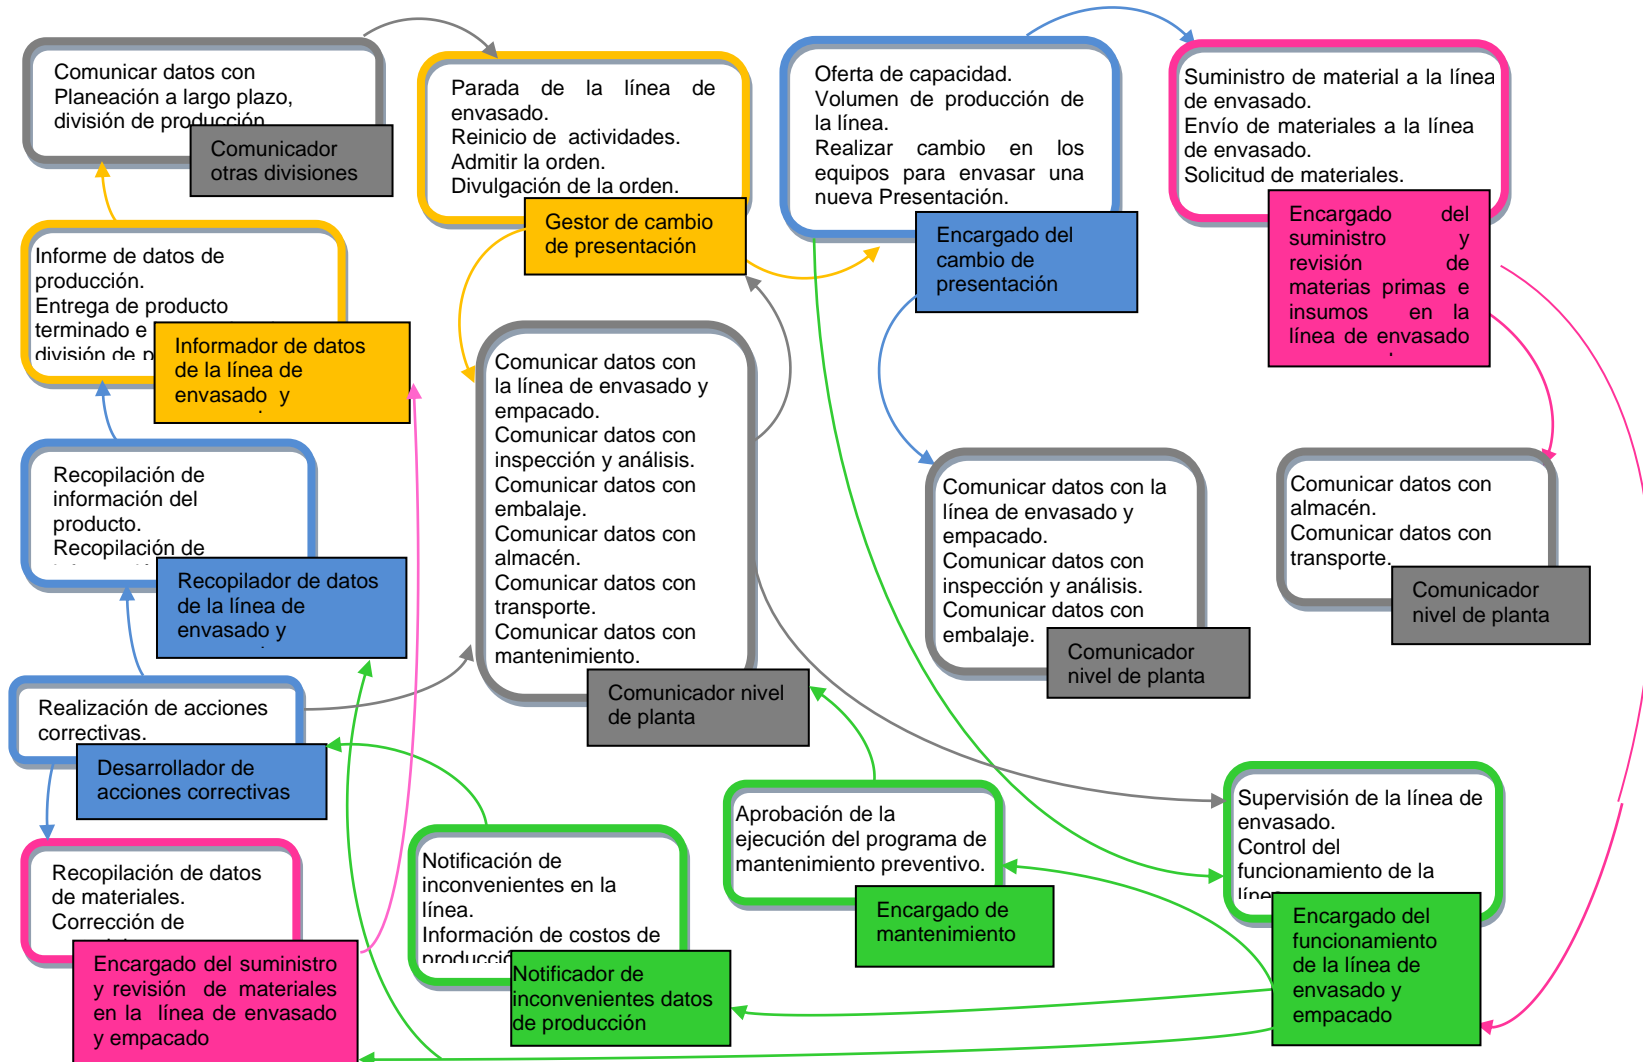 Comunicar datos con
Planeación a largo plazo,
división de producción
Comunicador
otras divisiones
Parada de la línea de
envasado.
Reinicio de actividades.
Admitir la orden.
Divulgación de la orden.
Gestor de cambio
de presentación
Oferta de capacidad.
Volumen de producción de
la línea.
Realizar cambio en los
equipos para envasar una
nueva Presentación.
Encargado del
cambio de
presentación
Suministro de material a la línea
de envasado.
Envío de materiales a la línea
de envasado.
Solicitud de materiales.
Encargado del
suministro y
revisión de
materias primas e
insumos en la
línea de envasado
Informe de datos de
producción.
Entrega de producto
terminado e
división de
Informador de datos
de la línea de
envasado y
Recopilación de
información del
producto.
Recopilación de
Recopilador de datos
de la línea de
envasado y
Comunicar datos con
la línea de envasado y
empacado.
Comunicar datos con
inspección y análisis.
Comunicar datos con
embalaje.
Comunicar datos con
almacén.
Comunicar datos con
transporte.
Comunicar datos con
mantenimiento.
Comunicador nivel
de planta
Comunicar datos con la
línea de envasado y
empacado.
Comunicar datos con
inspección y análisis.
Comunicar datos con
embalaje.
Comunicador
nivel de planta
Comunicar datos con
almacén.
Comunicar datos con
transporte.
Comunicador
nivel de planta
Realización de acciones
correctivas.
Desarrollador de
acciones correctivas
Recopilación de datos
de materiales.
Corrección de
Encargado del suministro
y revisión de materiales
en la línea de envasado
y empacado
Notificación de
inconvenientes en la
línea.
Información de costos de
Notificador de
inconvenientes datos
de producción
Aprobación de la
ejecución del programa de
mantenimiento preventivo.
Encargado de
mantenimiento
Supervisión de la línea de
envasado.
Control del
funcionamiento de la
Encargado del
funcionamiento
de la línea de
envasado y
empacado